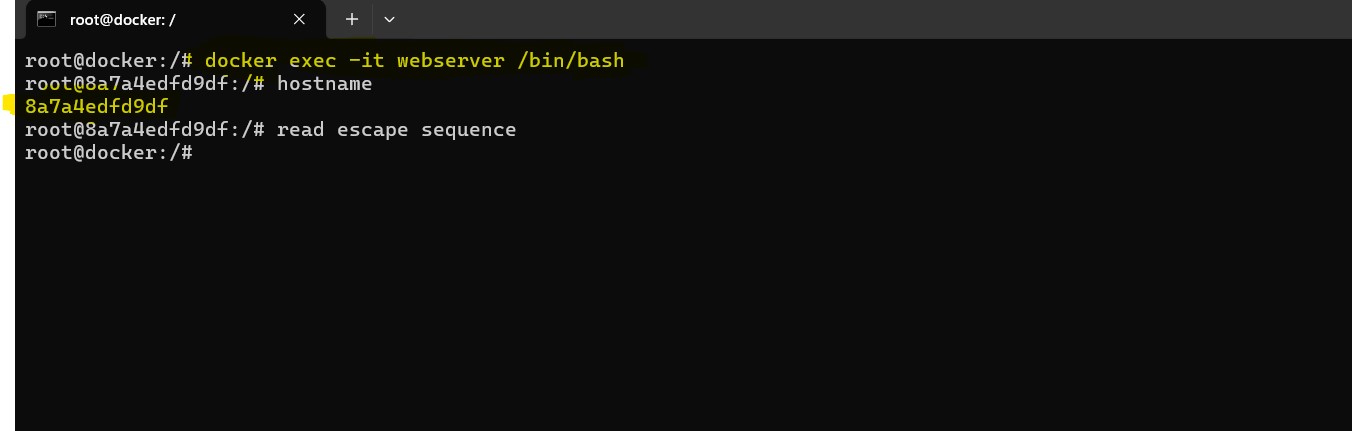 root@docker: /
root@docker:/# docker exec -it webserver /bin/bash
root@8a7a4edfd9df:/# hostname
8a7a4edfd9df
root@8a7a4edfd9df:/# read escape sequence
root@docker:/#